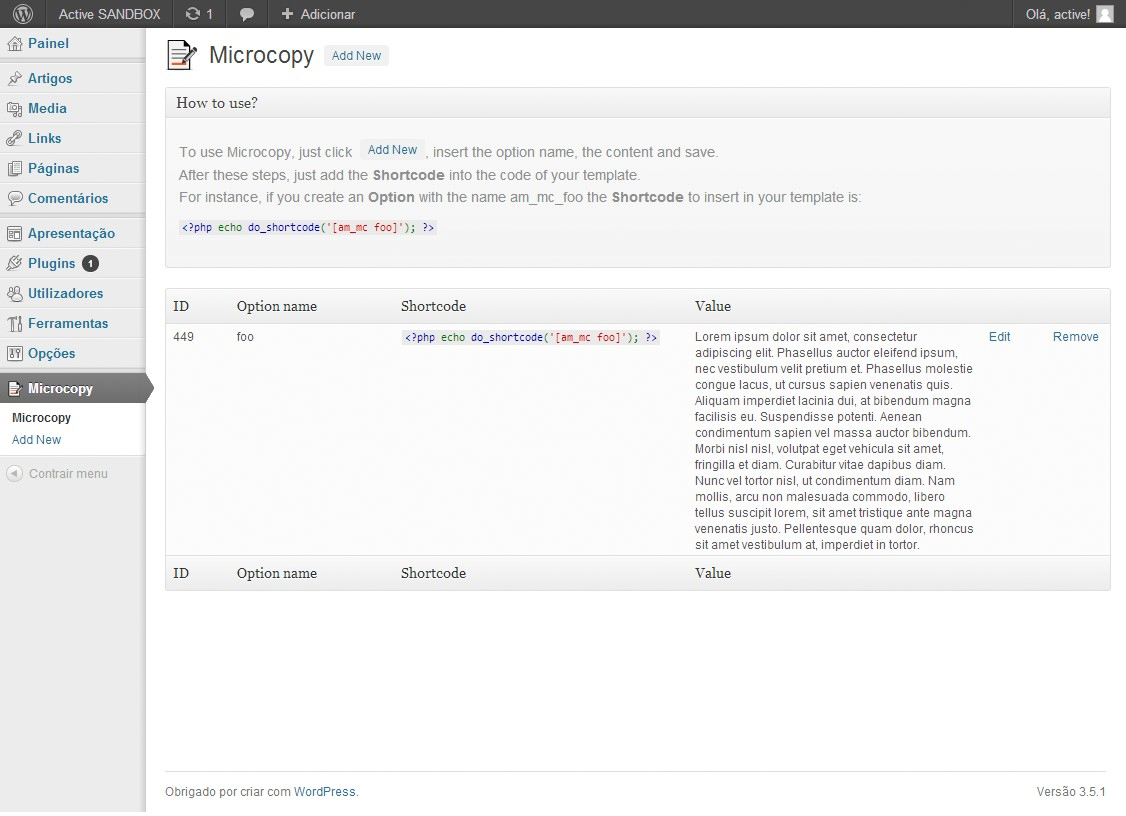 Active SANDBOX 1 + Adicionar Olá, active!
Painel
Artigos
Media
Links
Páginas
Comentários
Apresentação
Plugins 1
Utilizadores
Ferramentas
Opções
Microcopy
Microcopy
Add New
Contrair menu
Microcopy Add New
How to use?
To use Microcopy, just click Add New , insert the option name, the content and save.
After these steps, just add the Shortcode into the code of your template.
For instance, if you create an Option with the name am_mc_foo the Shortcode to insert in your template is:
<?php echo do_shortcode('[am_mc foo]'); ?>
ID Option name Shortcode Value
449 foo <?php echo do_shortcode('[am_mc foo]'); ?> Lorem ipsum dolor sit amet, consectetur Edit Remove
adipiscing elit. Phasellus auctor eleifend ipsum,
nec vestibulum velit pretium et. Phasellus molestie
congue lacus, ut cursus sapien venenatis quis.
Aliquam imperdiet lacinia dui, at bibendum magna
facilisis eu. Suspendisse potenti. Aenean
condimentum sapien vel massa auctor bibendum.
Morbi nisl nisl, volutpat eget vehicula sit amet,
fringilla et diam. Curabitur vitae dapibus diam.
Nunc vel tortor nisl, ut condimentum diam. Nam
mollis, arcu non malesuada commodo, libero
tellus suscipit lorem, sit amet tristique ante magna
venenatis justo. Pellentesque quam dolor, rhoncus
sit amet vestibulum at, imperdiet in tortor.
ID Option name Shortcode Value
Obrigado por criar com WordPress. Versão 3.5.1